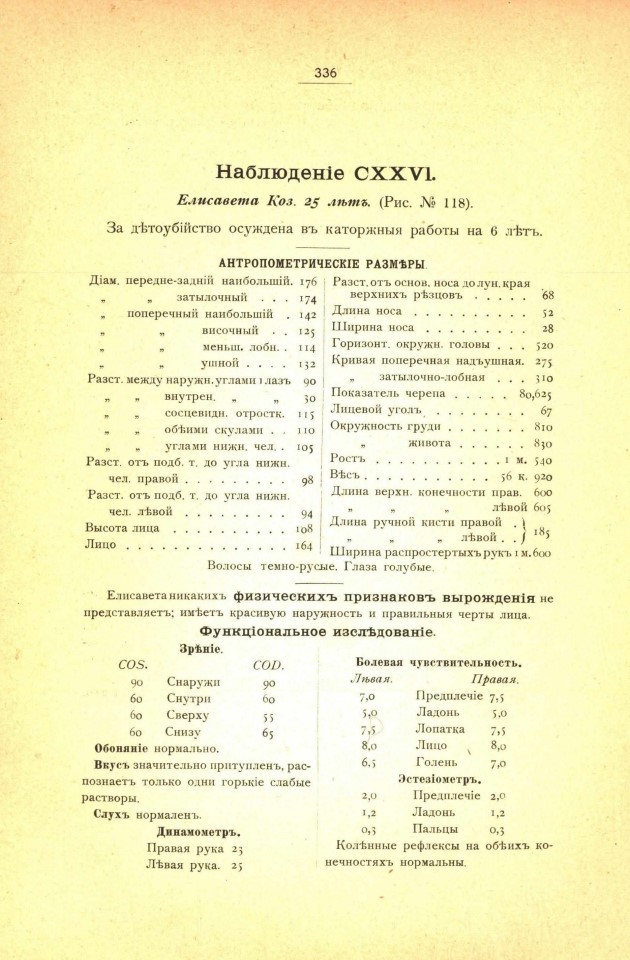 336
Наблюденіе CXXVI.
Елисавета Коз. 25 лѣтъ. (Рис. № 118).
За дѣтоубійство осуждена въ каторжныя работы на 6 лѣтъ.
АНТРОПОМЕТРИЧЕСКІЕ РАЗМѢРЫ
Діам. передне-задній наибольшій. 176
„ „ затылочный . . . 174
„ поперечный наибольшій . 142
„ „ височный . . 125
„ „ меньш. лобн. . 114
„ „ ушной . . . . 132
Разст. между наружн. углами глазъ 90
„ „ внутрен. „ „ 30
„ „ сосцевидн. отростк. 115
„ „ обѣими скулами . . 110
„ „ углами нижн. чел. . 105
Разст. отъ подб. т. до угла нижн.
чел. правой . . . . . . . . . 98
Разст. отъ подб. т. до угла нижн.
чел. лѣвой . . . . . . . . . 94
Высота лица . . . . . . . . . 108
Лицо . . . . . . . . . . . . . 164
Разст. отъ основ. носа до лун. края
верхнихъ рѣзцовъ . . . . . 68
Длина носа . . . . . . . . . . 52
Ширина носа . . . . . . . . . 28
Горизонт. окружн. головы . . . 520
Кривая поперечная надъушная. 275
„ затылочно-лобная . . . 310
Показатель черепа . . . . . . 80,625
Лицевой уголъ . . . . . . . . 67
Окружность груди . . . . . . . 810
„ живота . . . . . . 830
Ростъ . . . . . . . . . . . 1 м. 540
Вѣсъ . . . . . . . . . . . 56 к. 920
Длина верхн. конечности прав. 600
„ „ „ лѣвой 605
Длина ручной кисти правой . } 185
„ „ „ лѣвой . . }
Ширина распростертыхъ рукъ 1 м. 600
Волосы темно-русые. Глаза голубые.
Елисавета никакихъ физическихъ признаковъ вырожденія не
представляетъ; имѣетъ красивую наружность и правильныя черты лица.
Функціональное изслѣдованіе.
Зрѣніе.
COS. COD.
90 Снаружи 90
60 Снутри 60
60 Сверху 55
60 Снизу 65
Обоняніе нормально.
Вкусъ значительно притупленъ, рас-
познаетъ только одни горькіе слабые
растворы.
Слухъ нормаленъ.
Динамометръ.
Правая рука 23
Лѣвая рука. 25
Болевая чувствительность.
Лѣвая. Правая.
7,0 Предплечіе 7,5
5,0 Ладонь 5,0
7,5 Лопатка 7,5
8,0 Лицо 8,0
6.5 Голень 7,0
Эстезіометръ.
2,0 Предплечіе 2,0
1,2 Ладонь 1,2
0,3 Пальцы 0,3
Колѣнные рефлексы на обѣихъ ко-
нечностяхъ нормальны.